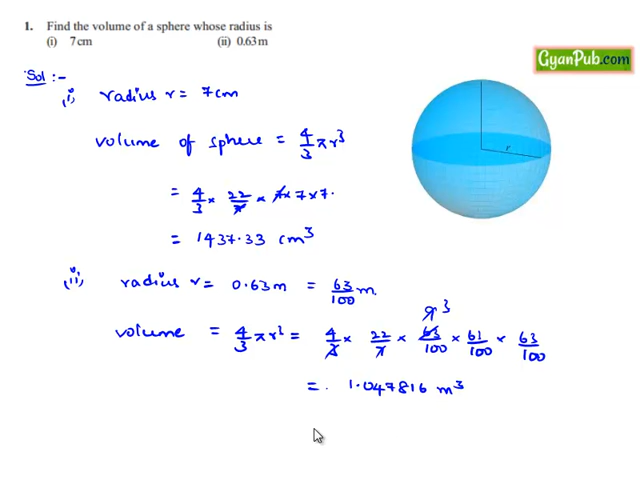 1. Find the volume of a sphere whose radius is
(i) 7 cm (ii) 0.63 m
GyanPub.com
Sol :-
(i) radius r = 7cm
volume of sphere = 4/3 πr³
r
= 4/3 × 22/7 × 7 × 7 × 7.
= 1437.33 cm³
(ii) radius r = 0.63m = 63/100 m.
9 3
volume = 4/3 πr³ = 4/3 × 22/7 × 63/100 × 63/100 × 63/100
= 1.047816 m³